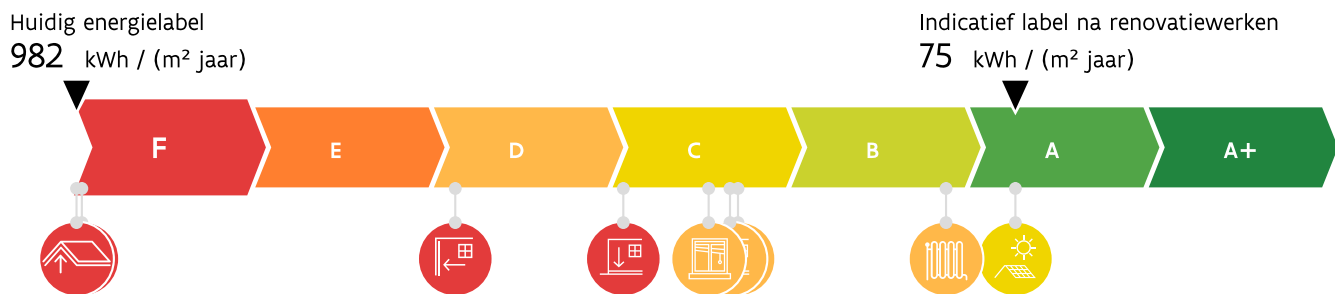 Huidig energielabel
982 kWh / (m² jaar)
Indicatief label na renovatiewerken
75 kWh / (m² jaar)
F E D C B A A+